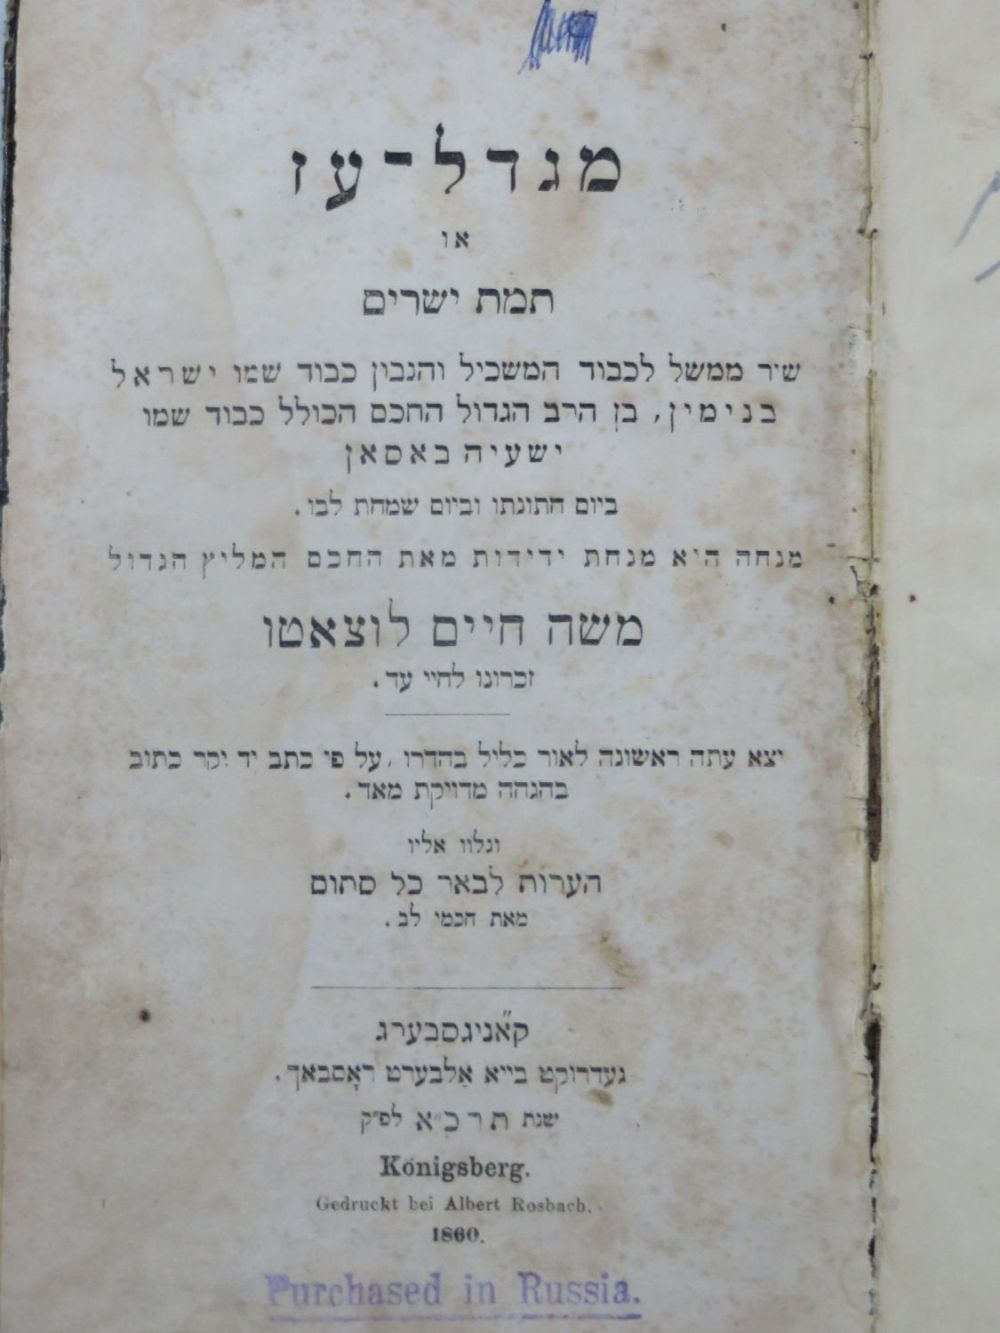 מגדל־עז
או
תמת ישרים
שיר ממשל לכבוד המשכיל והנבון כבוד שמו ישראל
בנימין, בן הרב הגדול החכם הכולל כבוד שמו
ישעיה באסאן
ביום חתונתו וביום שמחת לבו.
מנחה היא מנחת ידידות מאת החכם המליץ הגדול
משה חיים לוצאטו
זכרונו לחיי עד.
יצא עתה ראשונה לאור כליל בהדרו, על פי כתב יד יקר כתוב
בהגהה מדויקת מאד.
ונלוו אליו
הערות לבאר כל סתום
מאת חכמי לב.
קאֿניגסבערג
געדרוקט בייא אַלבערט ראָסבאך.
שנת תרכ״א לפ״ק
Königsberg.
Gedruckt bei Albert Rosbach.
1860.
Purchased in Russia.